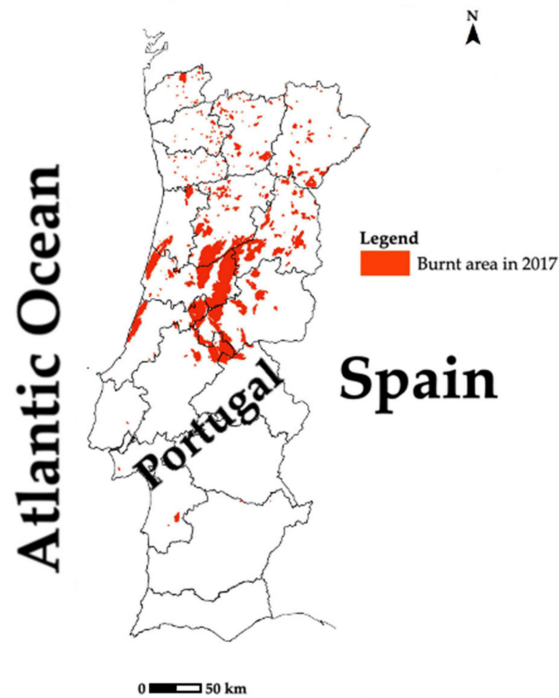 N
Atlantic Ocean
Legend
Burnt area in 2017
Spain
Portugal
0 50 km